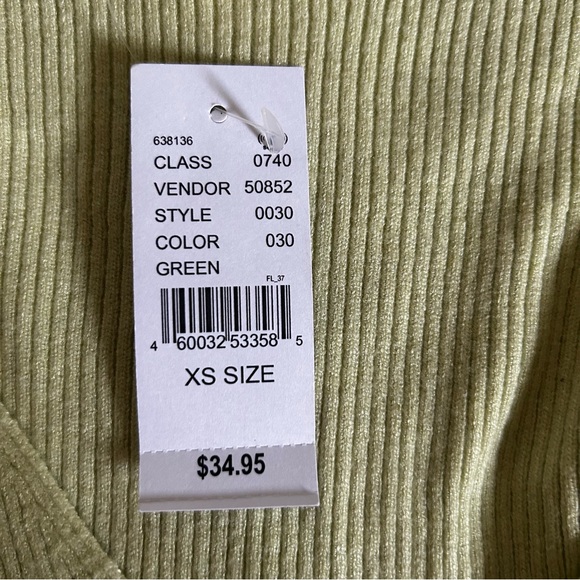 638136
CLASS 0740
VENDOR 50852
STYLE 0030
COLOR 030
GREEN
FL_37
4 60032 53358 5
XS SIZE
$34.95